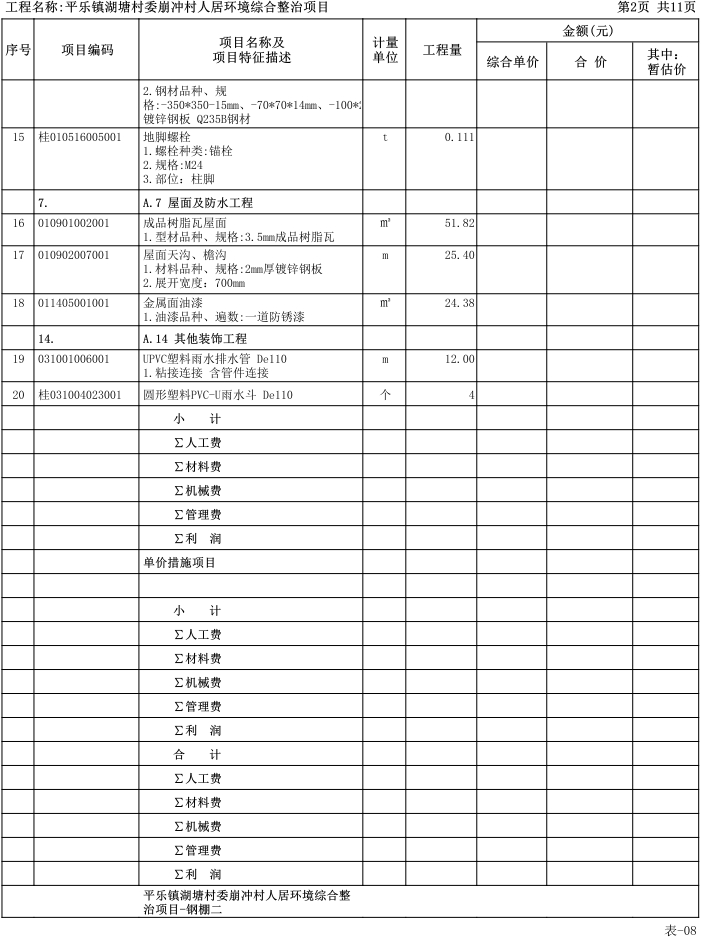 工程名称:平乐镇湖塘村委崩冲村人居环境综合整治项目 第2页 共11页
序号 项目编码 项目名称及 项目特征描述 计量 单位 工程量 金额(元)
综合单价 合 价 其中: 暂估价
2.钢材品种、规
格:-350*350-15mm、-70*70*14mm、-100*
镀锌钢板 Q235B钢材
15 桂010516005001 地脚螺栓 t 0.111
1.螺栓种类:锚栓
2.规格:M24
3.部位: 柱脚
7. A.7 屋面及防水工程
16 010901002001 成品树脂瓦屋面 ㎡ 51.82
1.型材品种、规格:3.5mm成品树脂瓦
17 010902007001 屋面天沟、檐沟 m 25.40
1.材料品种、规格:2mm厚镀锌钢板
2.展开宽度: 700mm
18 011405001001 金属面油漆 ㎡ 24.38
1.油漆品种、遍数:一道防锈漆
14. A.14 其他装饰工程
19 031001006001 UPVC塑料雨水排水管 De110 m 12.00
1.粘接连接 含管件连接
20 桂031004023001 圆形塑料PVC-U雨水斗 De110 个 4
小 计
∑人工费
∑材料费
∑机械费
∑管理费
∑利 润
单价措施项目
小 计
∑人工费
∑材料费
∑机械费
∑管理费
∑利 润
合 计
∑人工费
∑材料费
∑机械费
∑管理费
∑利 润
平乐镇湖塘村委崩冲村人居环境综合整
治项目-钢棚二
表-08